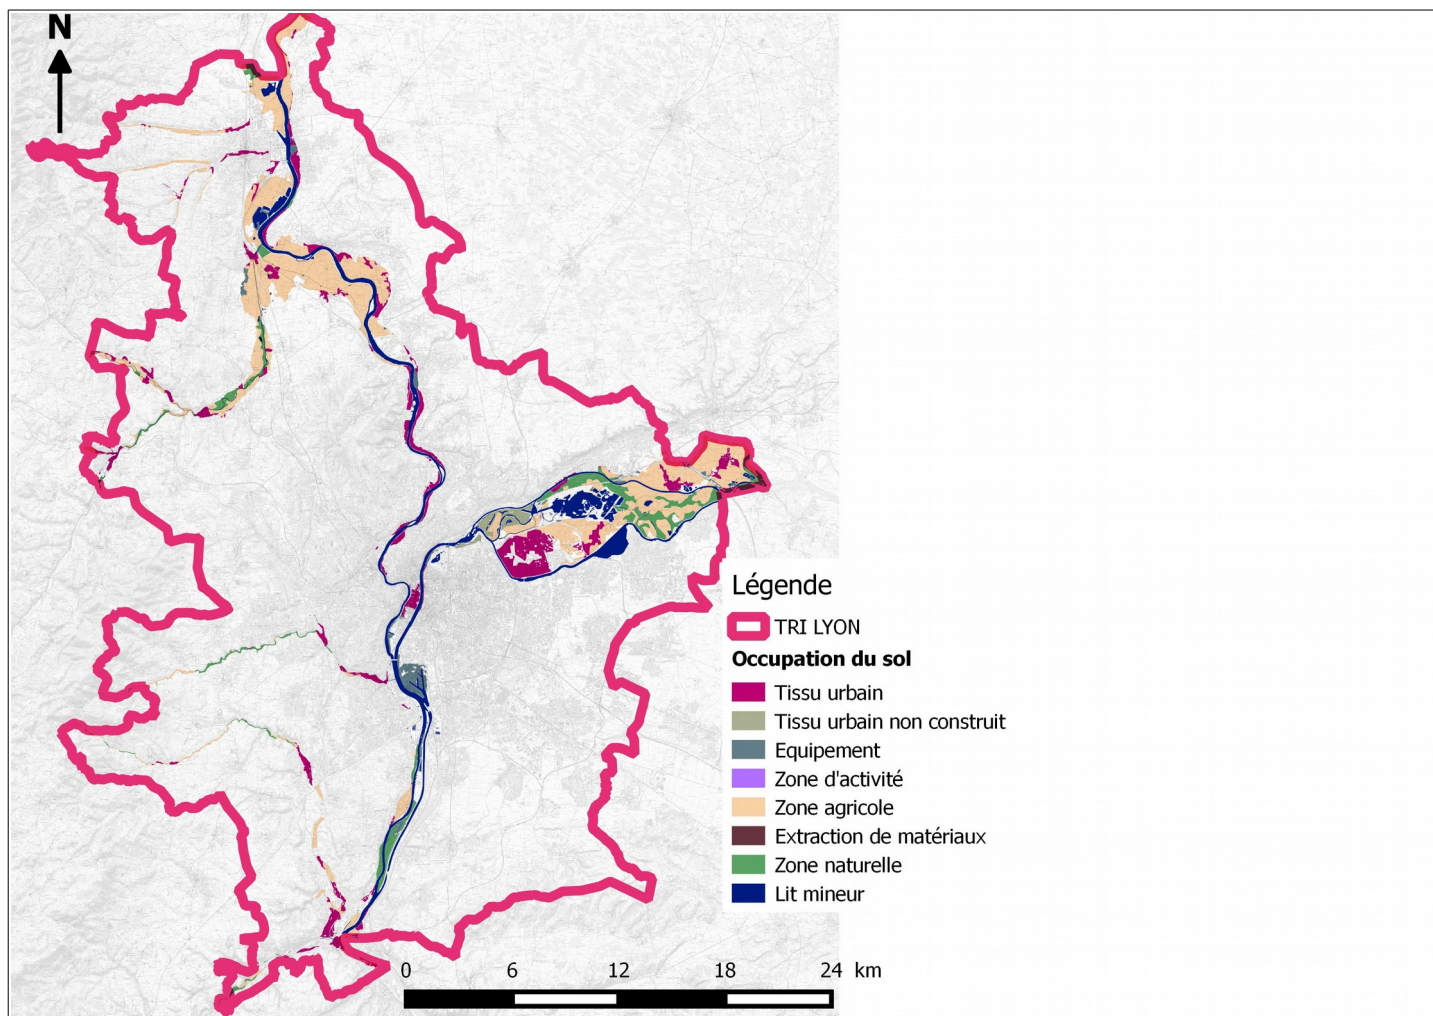 N
Légende
TRI LYON
Occupation du sol
Tissu urbain
Tissu urbain non construit
Equipement
Zone d'activité
Zone agricole
Extraction de matériaux
Zone naturelle
Lit mineur
0 6 12 18 24 km